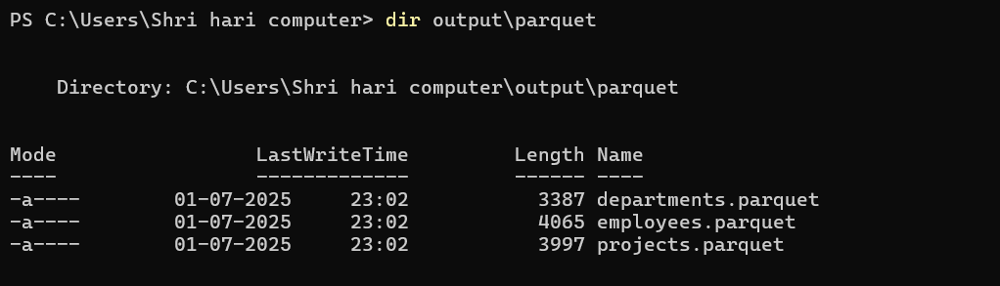 PS C:\Users\Shri hari computer> dir output\parquet
Directory: C:\Users\Shri hari computer\output\parquet
Mode                 LastWriteTime         Length Name
----                 -------------         ------ ----
-a----        01-07-2025     23:02           3387 departments.parquet
-a----        01-07-2025     23:02           4065 employees.parquet
-a----        01-07-2025     23:02           3997 projects.parquet